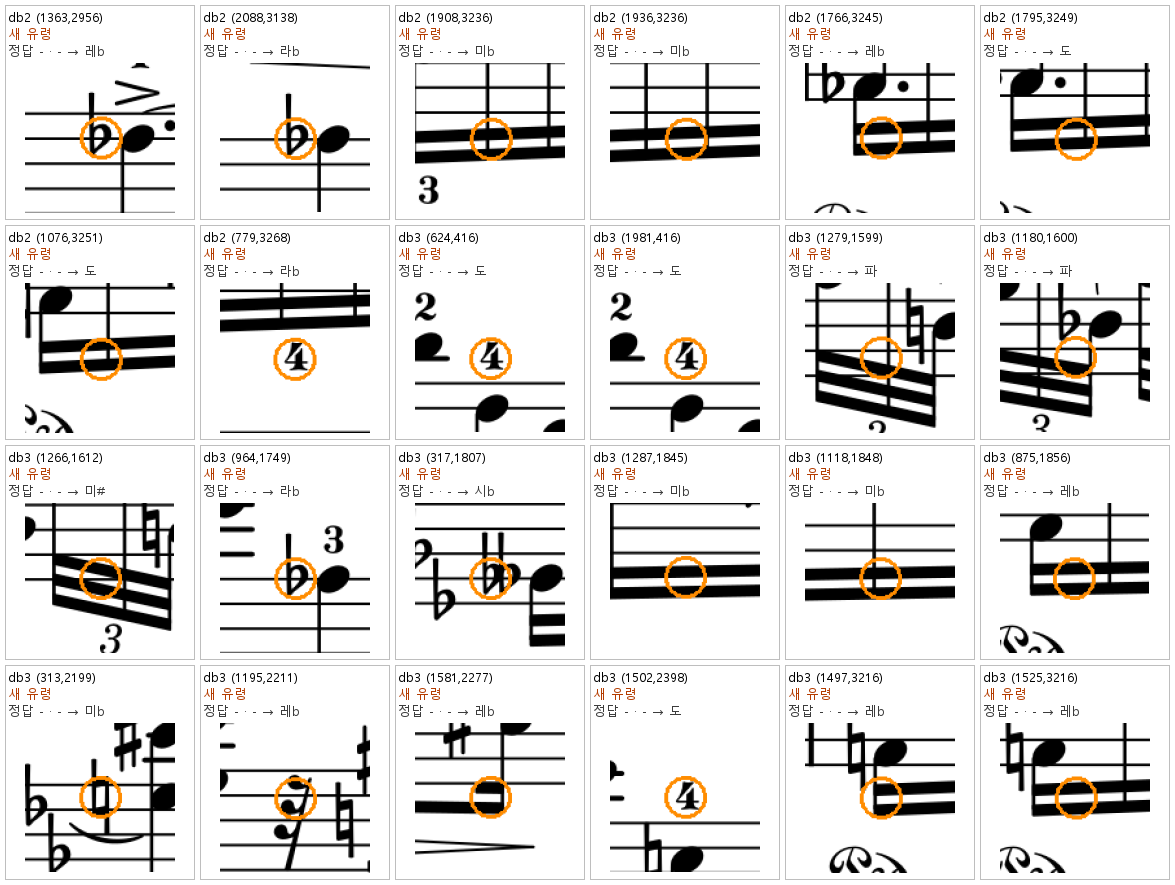 db2 (1363,2956)
새 유령
정답 - · - → 레b
db2 (2088,3138)
새 유령
정답 - · - → 라b
db2 (1908,3236)
새 유령
정답 - · - → 미b
3
db2 (1936,3236)
새 유령
정답 - · - → 미b
db2 (1766,3245)
새 유령
정답 - · - → 레b
db2 (1795,3249)
새 유령
정답 - · - → 도
db2 (1076,3251)
새 유령
정답 - · - → 도
db2 (779,3268)
새 유령
정답 - · - → 라b
4
db3 (624,416)
새 유령
정답 - · - → 도
2
4
db3 (1981,416)
새 유령
정답 - · - → 도
2
4
db3 (1279,1599)
새 유령
정답 - · - → 파
db3 (1180,1600)
새 유령
정답 - · - → 파
3
db3 (1266,1612)
새 유령
정답 - · - → 미#
3
db3 (964,1749)
새 유령
정답 - · - → 라b
3
db3 (317,1807)
새 유령
정답 - · - → 시b
db3 (1287,1845)
새 유령
정답 - · - → 미b
db3 (1118,1848)
새 유령
정답 - · - → 미b
db3 (875,1856)
새 유령
정답 - · - → 레b
db3 (313,2199)
새 유령
정답 - · - → 미b
db3 (1195,2211)
새 유령
정답 - · - → 레b
db3 (1581,2277)
새 유령
정답 - · - → 레b
db3 (1502,2398)
새 유령
정답 - · - → 도
4
db3 (1497,3216)
새 유령
정답 - · - → 레b
db3 (1525,3216)
새 유령
정답 - · - → 레b